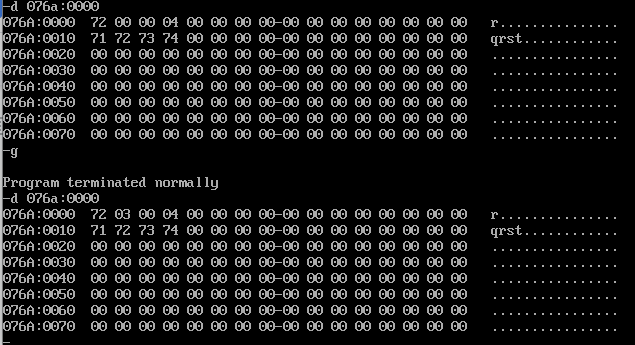 -d 076a:0000
076A:0000  72 00 00 04 00 00 00 00-00 00 00 00 00 00 00 00   r...............
076A:0010  71 72 73 74 00 00 00 00-00 00 00 00 00 00 00 00   qrst............
076A:0020  00 00 00 00 00 00 00 00-00 00 00 00 00 00 00 00   ................
076A:0030  00 00 00 00 00 00 00 00-00 00 00 00 00 00 00 00   ................
076A:0040  00 00 00 00 00 00 00 00-00 00 00 00 00 00 00 00   ................
076A:0050  00 00 00 00 00 00 00 00-00 00 00 00 00 00 00 00   ................
076A:0060  00 00 00 00 00 00 00 00-00 00 00 00 00 00 00 00   ................
076A:0070  00 00 00 00 00 00 00 00-00 00 00 00 00 00 00 00   ................
-g
Program terminated normally
-d 076a:0000
076A:0000  72 03 00 04 00 00 00 00-00 00 00 00 00 00 00 00   r...............
076A:0010  71 72 73 74 00 00 00 00-00 00 00 00 00 00 00 00   qrst............
076A:0020  00 00 00 00 00 00 00 00-00 00 00 00 00 00 00 00   ................
076A:0030  00 00 00 00 00 00 00 00-00 00 00 00 00 00 00 00   ................
076A:0040  00 00 00 00 00 00 00 00-00 00 00 00 00 00 00 00   ................
076A:0050  00 00 00 00 00 00 00 00-00 00 00 00 00 00 00 00   ................
076A:0060  00 00 00 00 00 00 00 00-00 00 00 00 00 00 00 00   ................
076A:0070  00 00 00 00 00 00 00 00-00 00 00 00 00 00 00 00   ................
-